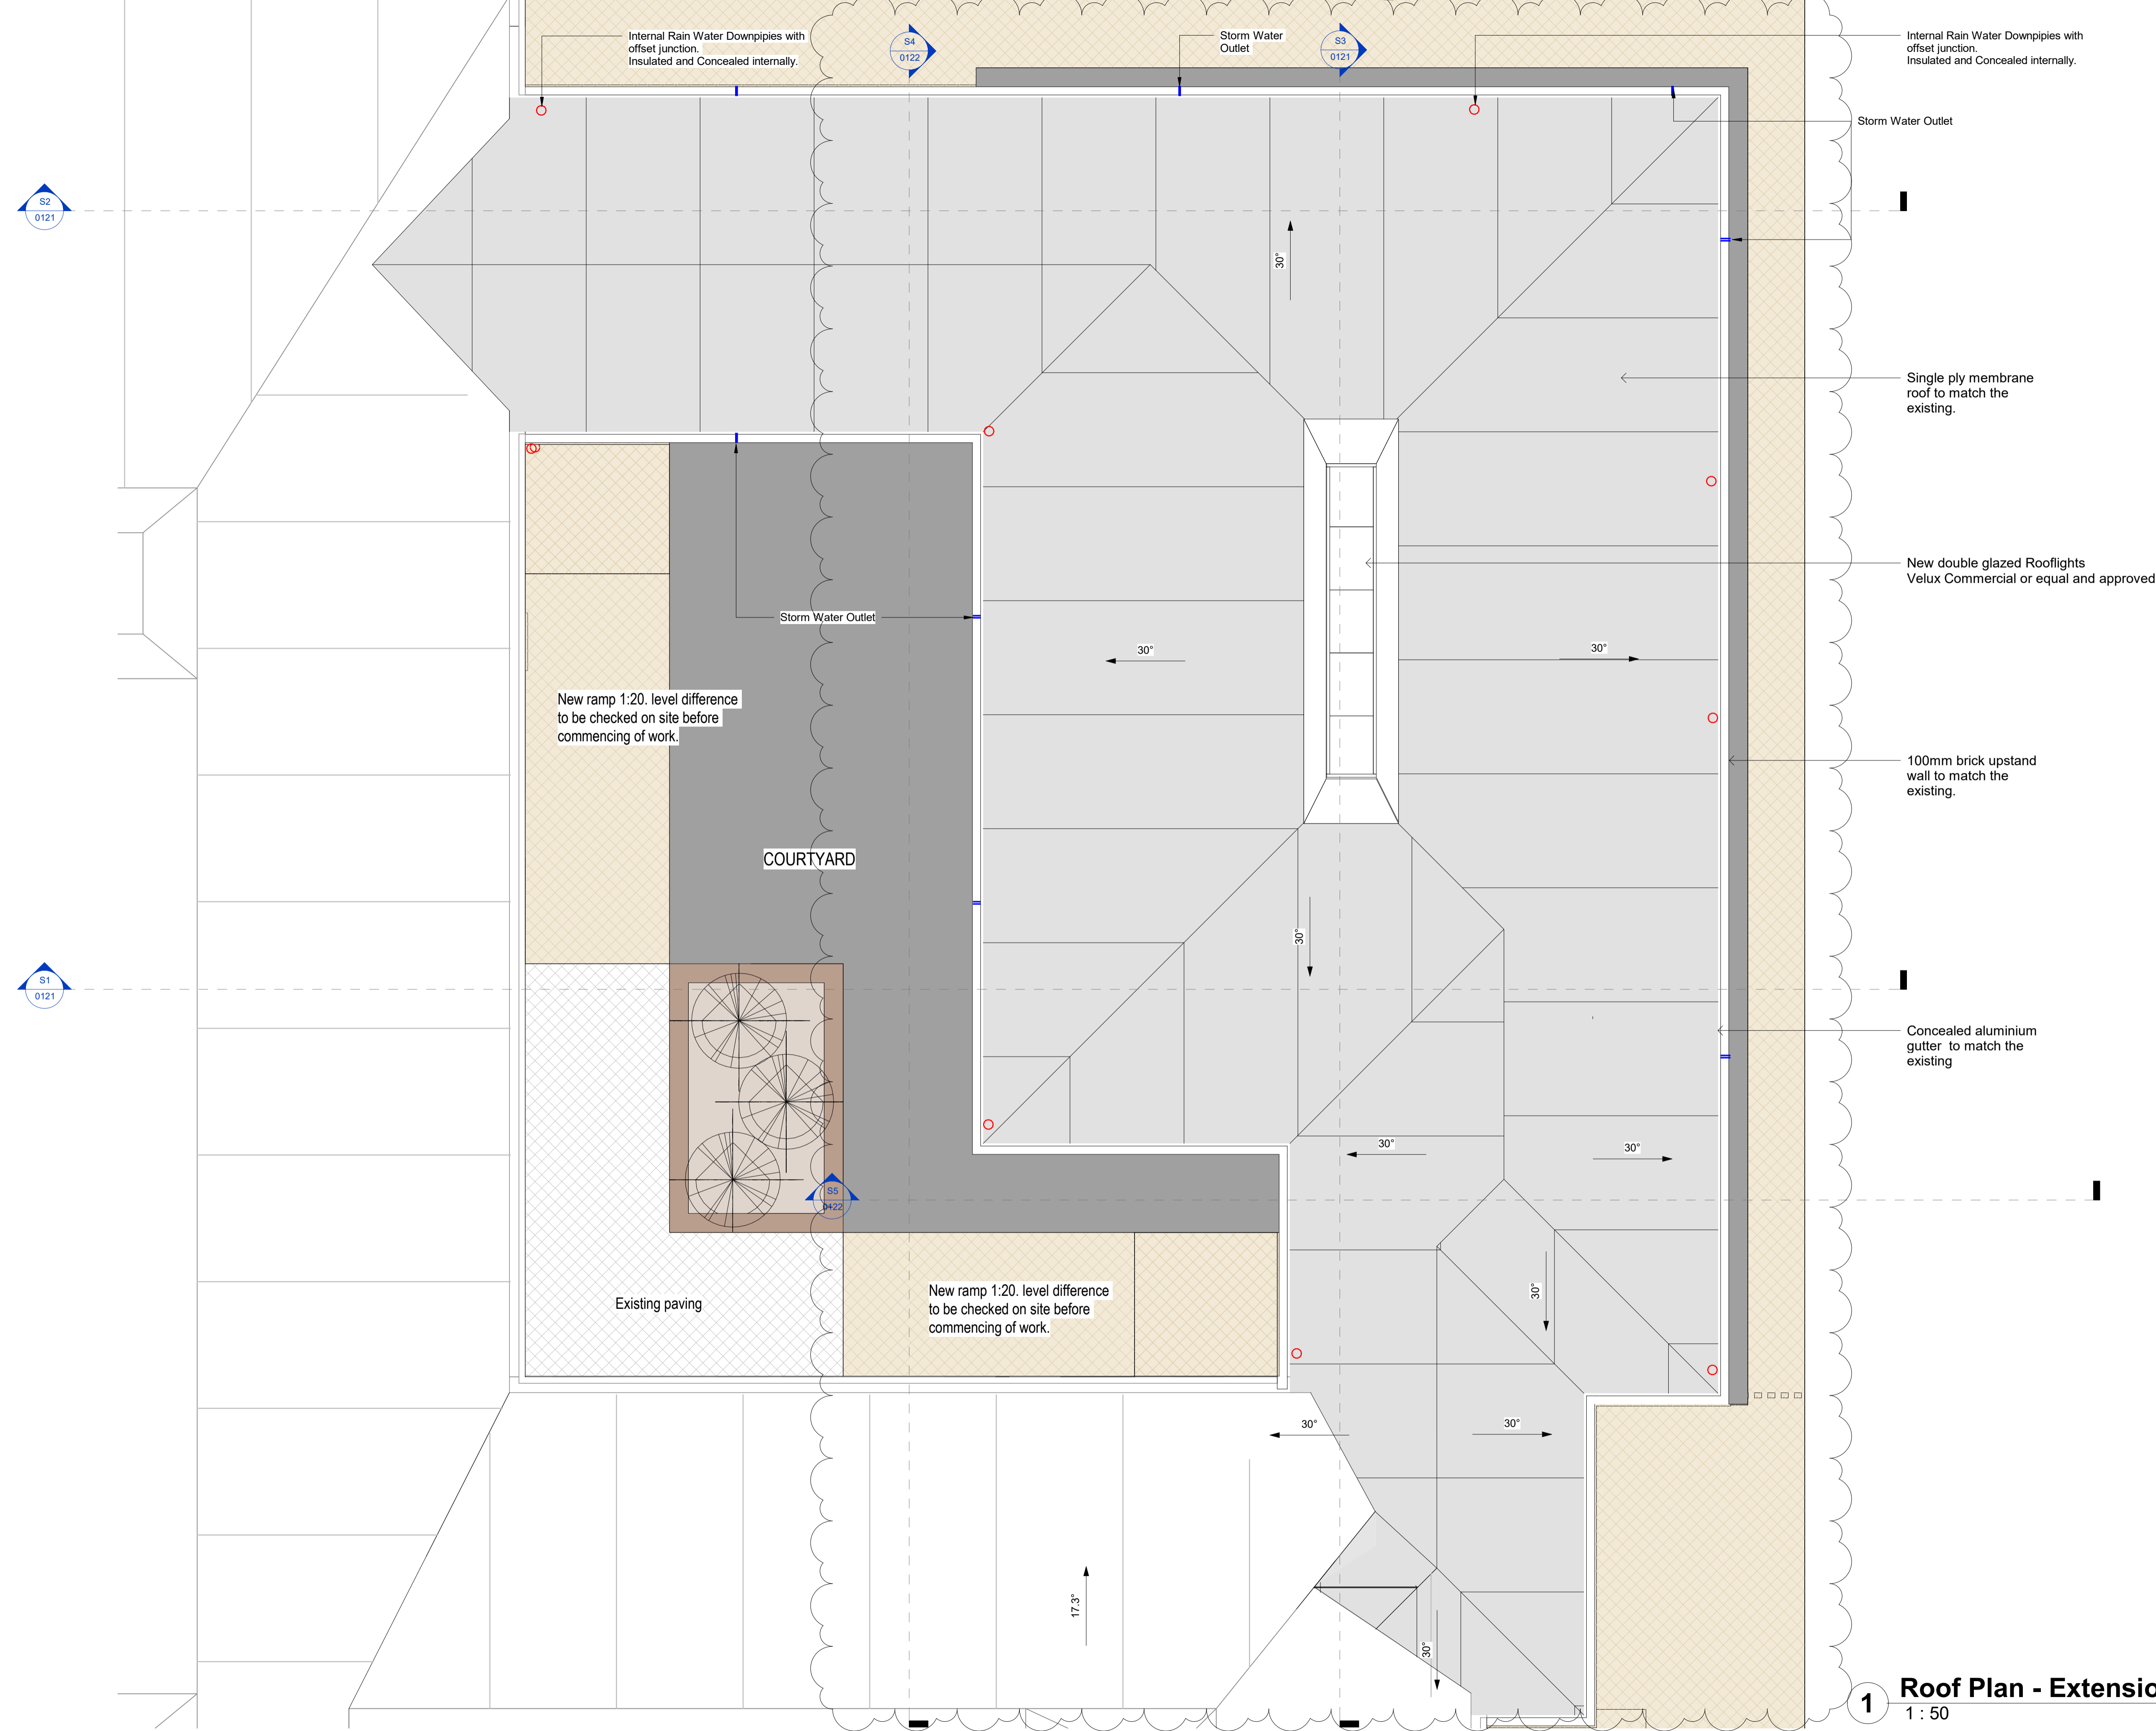 Internal Rain Water Downpipies with
offset junction.
Insulated and Concealed internally.
S4
0122
Storm Water
Outlet
S3
0121
Internal Rain Water Downpipies with
offset junction.
Insulated and Concealed internally.
Storm Water Outlet
S2
0121
30°
Single ply membrane
roof to match the
existing.
New double glazed Rooflights
Velux Commercial or equal and approved
Storm Water Outlet
30°
30°
New ramp 1:20. level difference
to be checked on site before
commencing of work.
100mm brick upstand
wall to match the
existing.
COURTYARD
30°
S1
0121
Concealed aluminium
gutter to match the
existing
30°
30°
S5
0122
Existing paving
New ramp 1:20. level difference
to be checked on site before
commencing of work.
30°
30°
30°
17.3°
30°
1
Roof Plan - Extensio
1 : 50